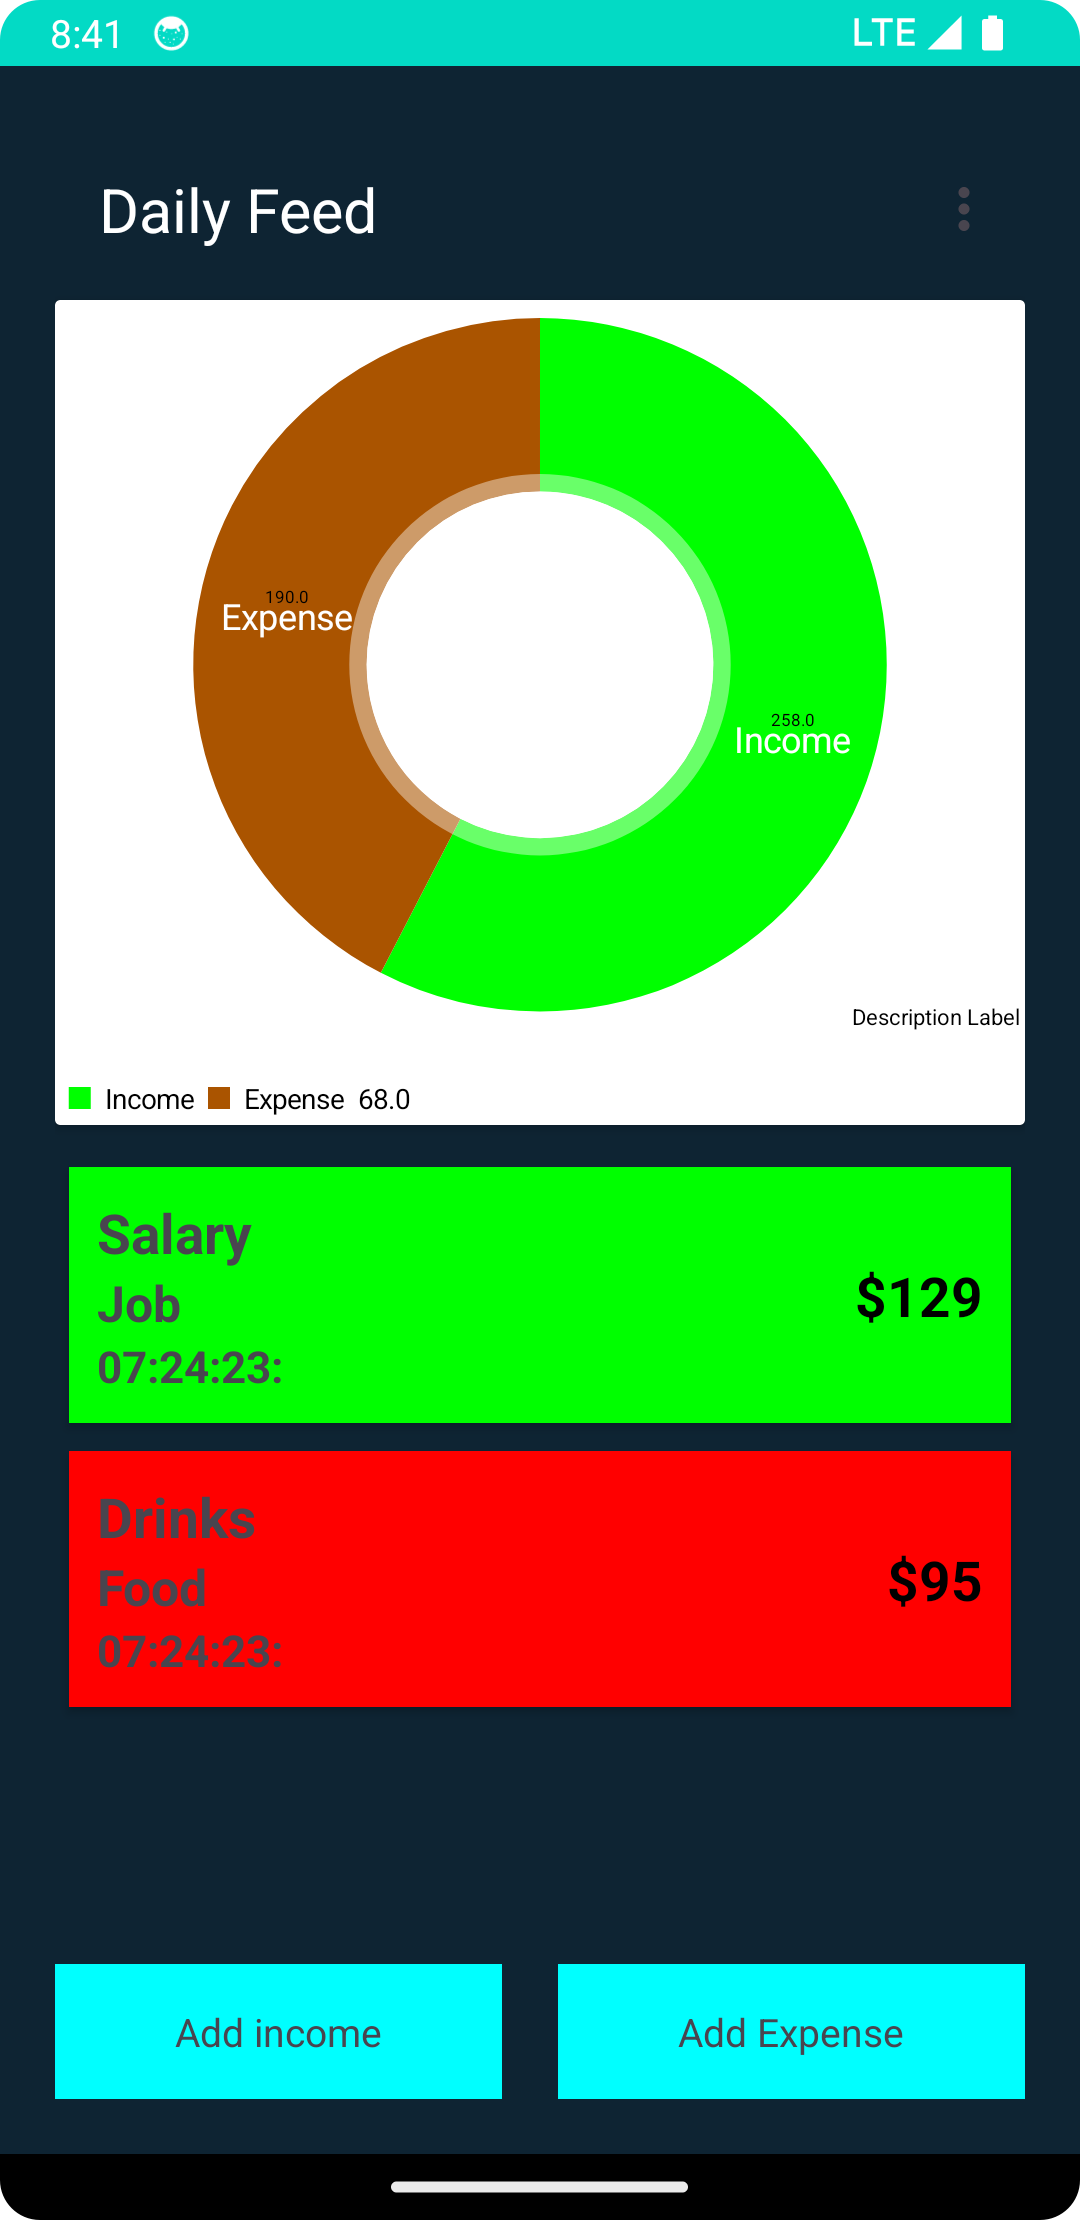 8:41 LTE
Daily Feed
190.0
Expense
258.0
Income
Description Label
Income Expense 68.0
Salary
Job
$129
07:24:23:
Drinks
Food
$95
07:24:23:
Add income Add Expense